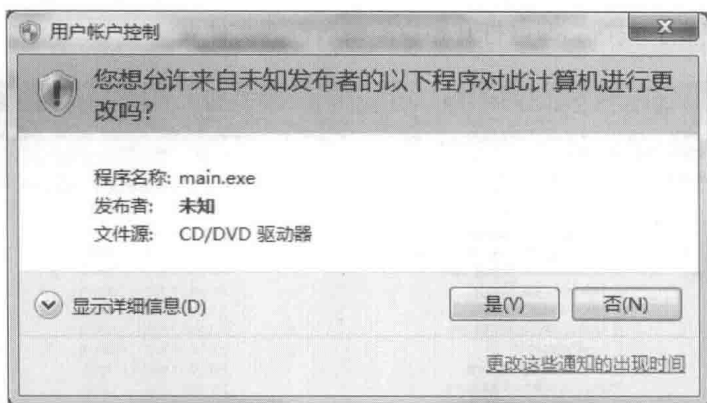 用户帐户控制
您想允许来自未知发布者的以下程序对此计算机进行更
改吗?
程序名称: main.exe
发布者: 未知
文件源: CD/DVD 驱动器
显示详细信息(D)
是(Y) 否(N)
更改这些通知的出现时间